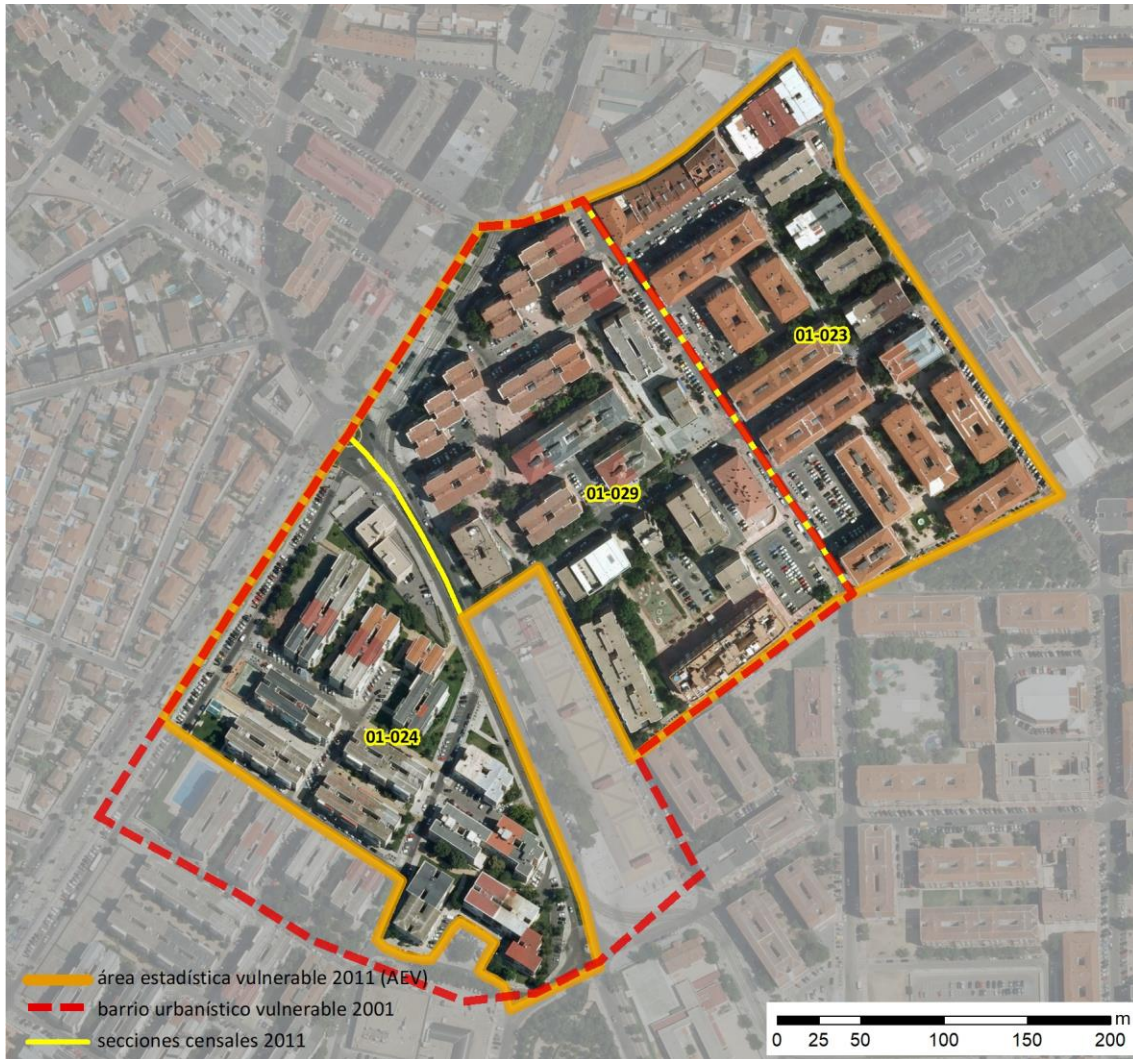 01-023
01-029
01-024
área estadística vulnerable 2011 (AEV)
barrio urbanístico vulnerable 2001
secciones censales 2011
m
0 25 50 100 150 200